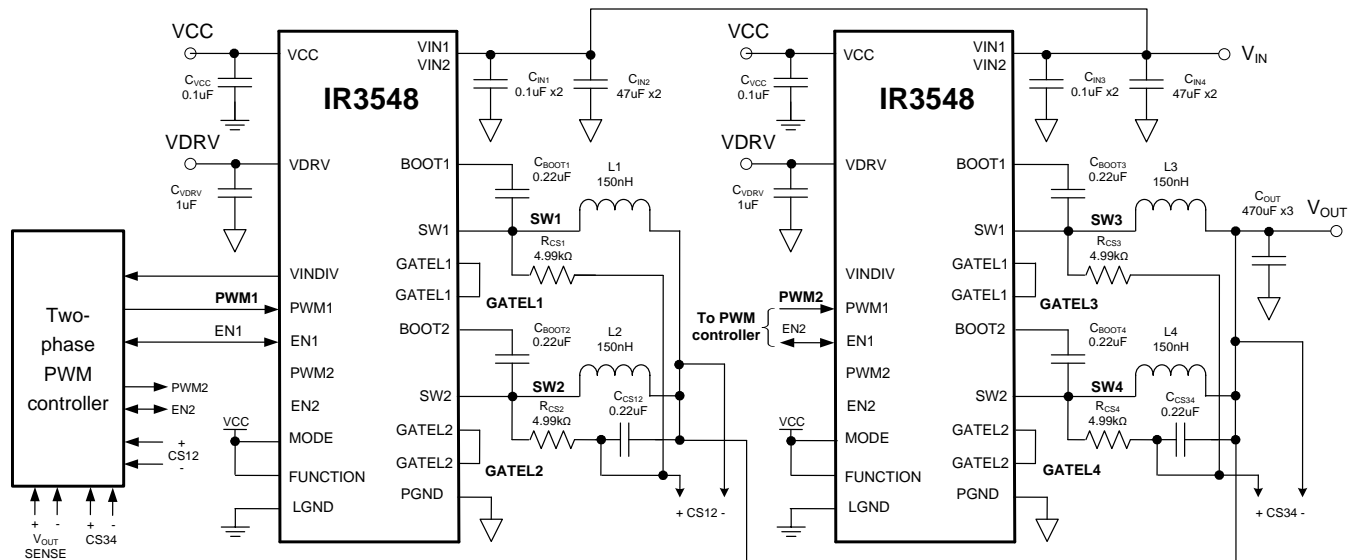 Two-
phase
PWM
controller
PWM1
EN1
PWM2
EN2
+
CS12
-
+ -
VOUT
SENSE
+ -
CS34
VCC
CVCC
0.1uF
VDRV
CVDRV
1uF
VCC
IR3548
VCC
VDRV
VINDIV
PWM1
EN1
PWM2
EN2
MODE
FUNCTION
LGND
VIN1
VIN2
BOOT1
SW1
GATEL1
GATEL1
BOOT2
SW2
GATEL2
GATEL2
PGND
CIN1
0.1uF x2
CIN2
47uF x2
CBOOT1
0.22uF
L1
150nH
SW1
RCS1
4.99kΩ
GATEL1
CBOOT2
0.22uF
L2
150nH
SW2
RCS2
4.99kΩ
CCS12
0.22uF
GATEL2
+ CS12 -
VCC
CVCC
0.1uF
VDRV
CVDRV
1uF
To PWM
controller
PWM2
EN2
VCC
IR3548
VCC
VDRV
VINDIV
PWM1
EN1
PWM2
EN2
MODE
FUNCTION
LGND
VIN1
VIN2
BOOT1
SW1
GATEL1
GATEL1
BOOT2
SW2
GATEL2
GATEL2
PGND
CIN3
0.1uF x2
CIN4
47uF x2
VIN
CBOOT3
0.22uF
L3
150nH
SW3
RCS3
4.99kΩ
GATEL3
COUT
470uF x3
VOUT
CBOOT4
0.22uF
L4
150nH
SW4
RCS4
4.99kΩ
CCS34
0.22uF
GATEL4
+ CS34 -